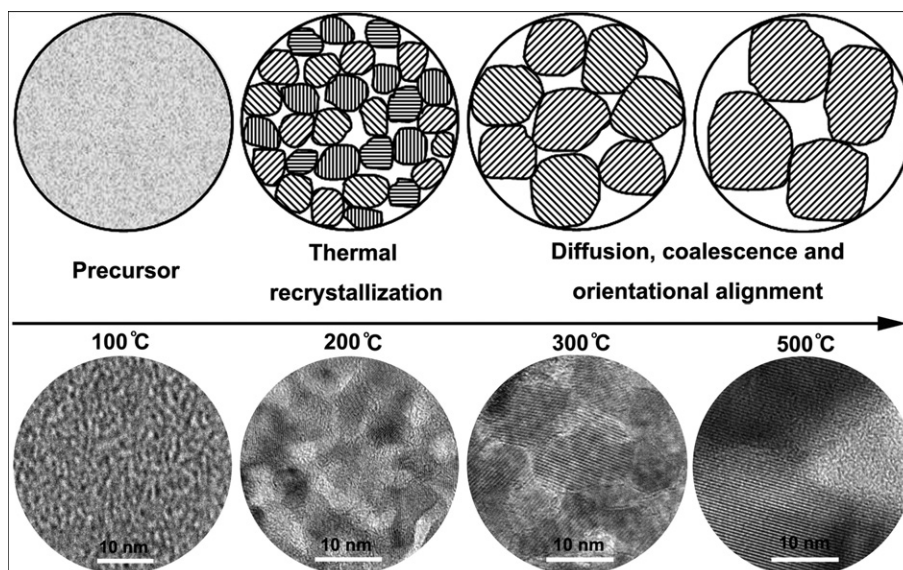 Precursor
Thermal
recrystallization
Diffusion, coalescence and
orientational alignment
100℃
200℃
300℃
500℃
10 nm
10 nm
10 nm
10 nm